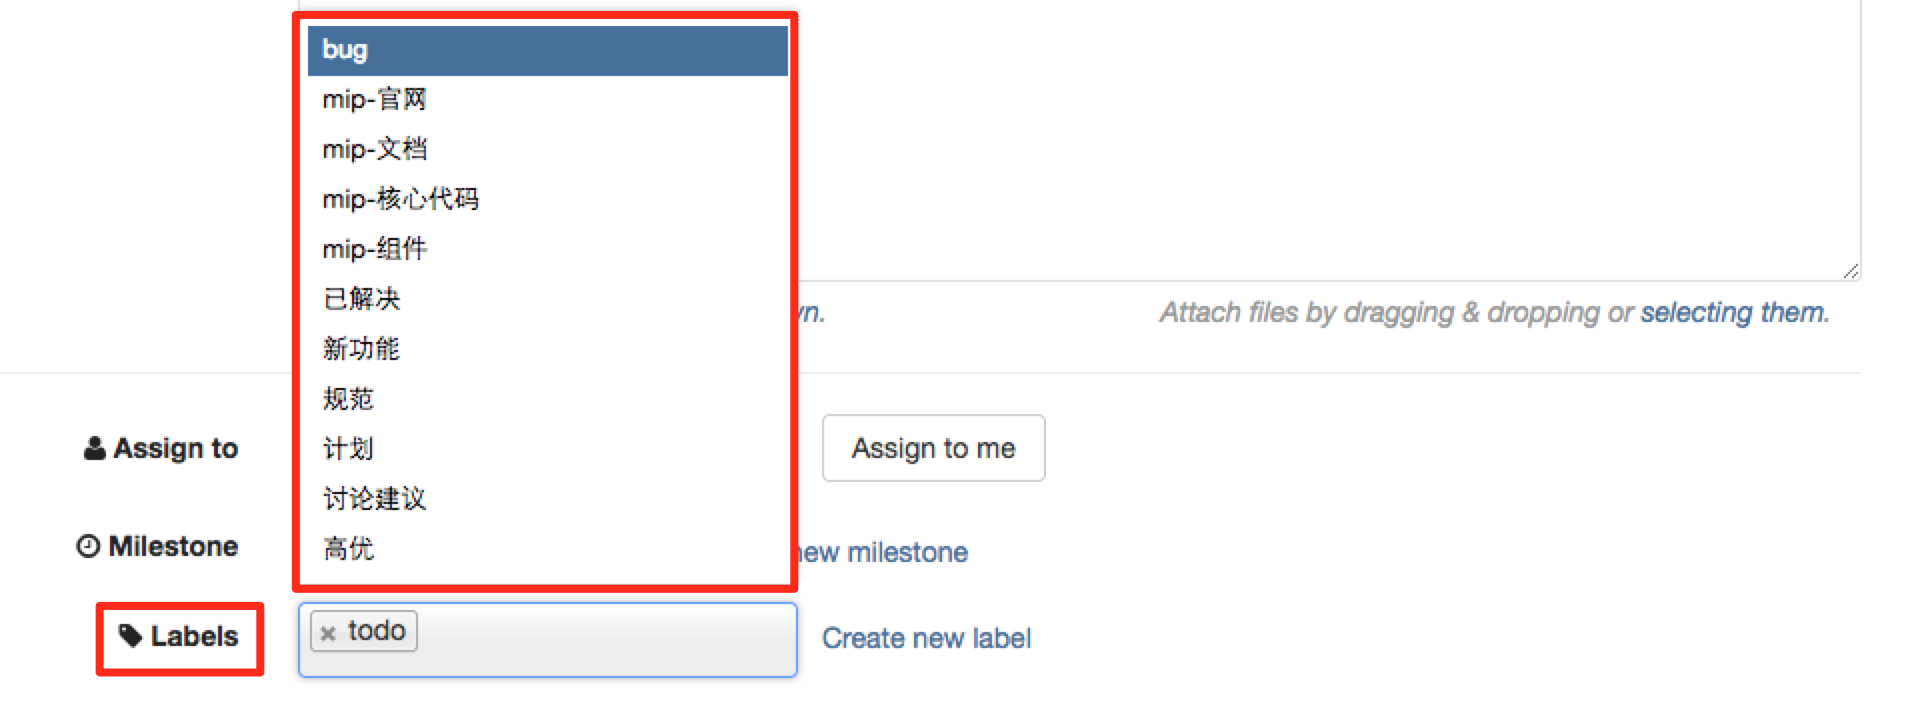 bug
mip-官网
mip-文档
mip-核心代码
mip-组件
已解决
新功能
规范
计划
讨论建议
高优
Attach files by dragging & dropping or selecting them.
Assign to
Assign to me
Milestone
new milestone
Labels
× todo
Create new label